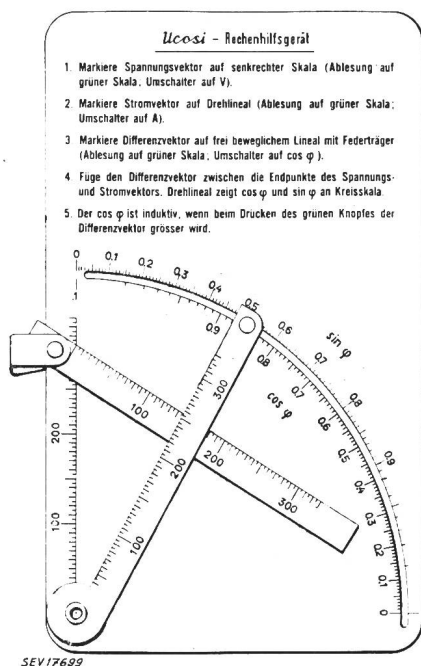 Ucosi - Rechenhilfsgerät
1. Markiere Spannungsvektor auf senkrechter Skala (Ablesung auf
grüner Skala; Umschalter auf V).
2. Markiere Stromvektor auf Drehlineal (Ablesung auf grüner Skala;
Umschalter auf A).
3 Markiere Differenzvektor auf frei beweglichem Lineal mit Federträger
(Ablesung auf grüner Skala; Umschalter auf cos φ).
4 Füge den Differenzvektor zwischen die Endpunkte des Spannungs-
und Stromvektors. Drehlineal zeigt cos φ und sin φ an Kreisskala.
5. Der cos φ ist induktiv, wenn beim Drücken des grünen Knopfes der
Differenzvektor grösser wird.
0 0.1 0.2 0.3 0.4 0.5 0.6 0.7 0.8 0.9
sin φ
1 0.9 0.8 0.7 0.6 0.5 0.4 0.3 0.2 0.1 0
cos φ
200
100
300
200
100
100
200
300
SEV17699